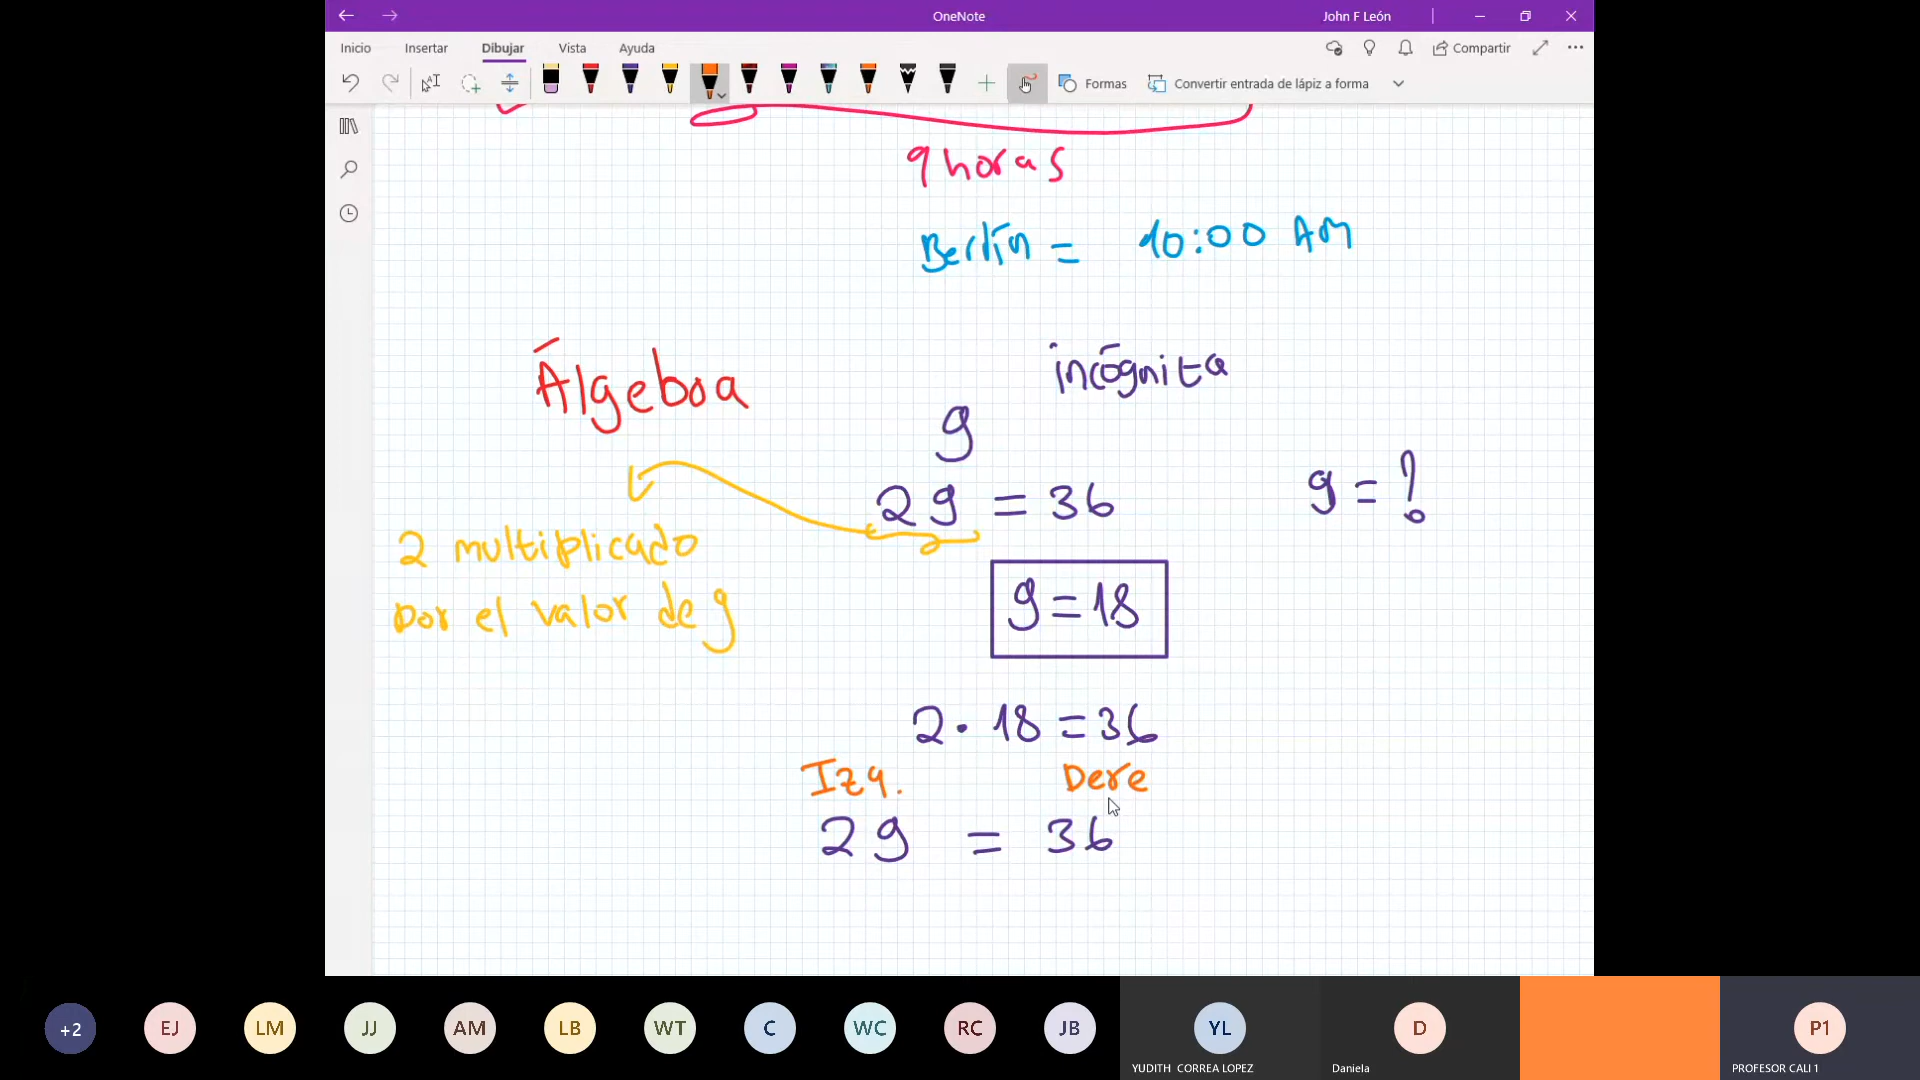 OneNote
John F León
Inicio Insertar Dibujar Vista Ayuda
Compartir
Formas
Convertir entrada de lápiz a forma
9 horas
Berlín = 10:00 AM
Álgebra
incógnita
g
2g = 36
g = ?
2 multiplicado
por el valor de g
g = 18
2 · 18 = 36
Izq. Dere
2g = 36
+2 EJ LM JJ AM LB WT C WC RC JB YL D P1
YUDITH CORREA LOPEZ
Daniela
PROFESOR CALI 1